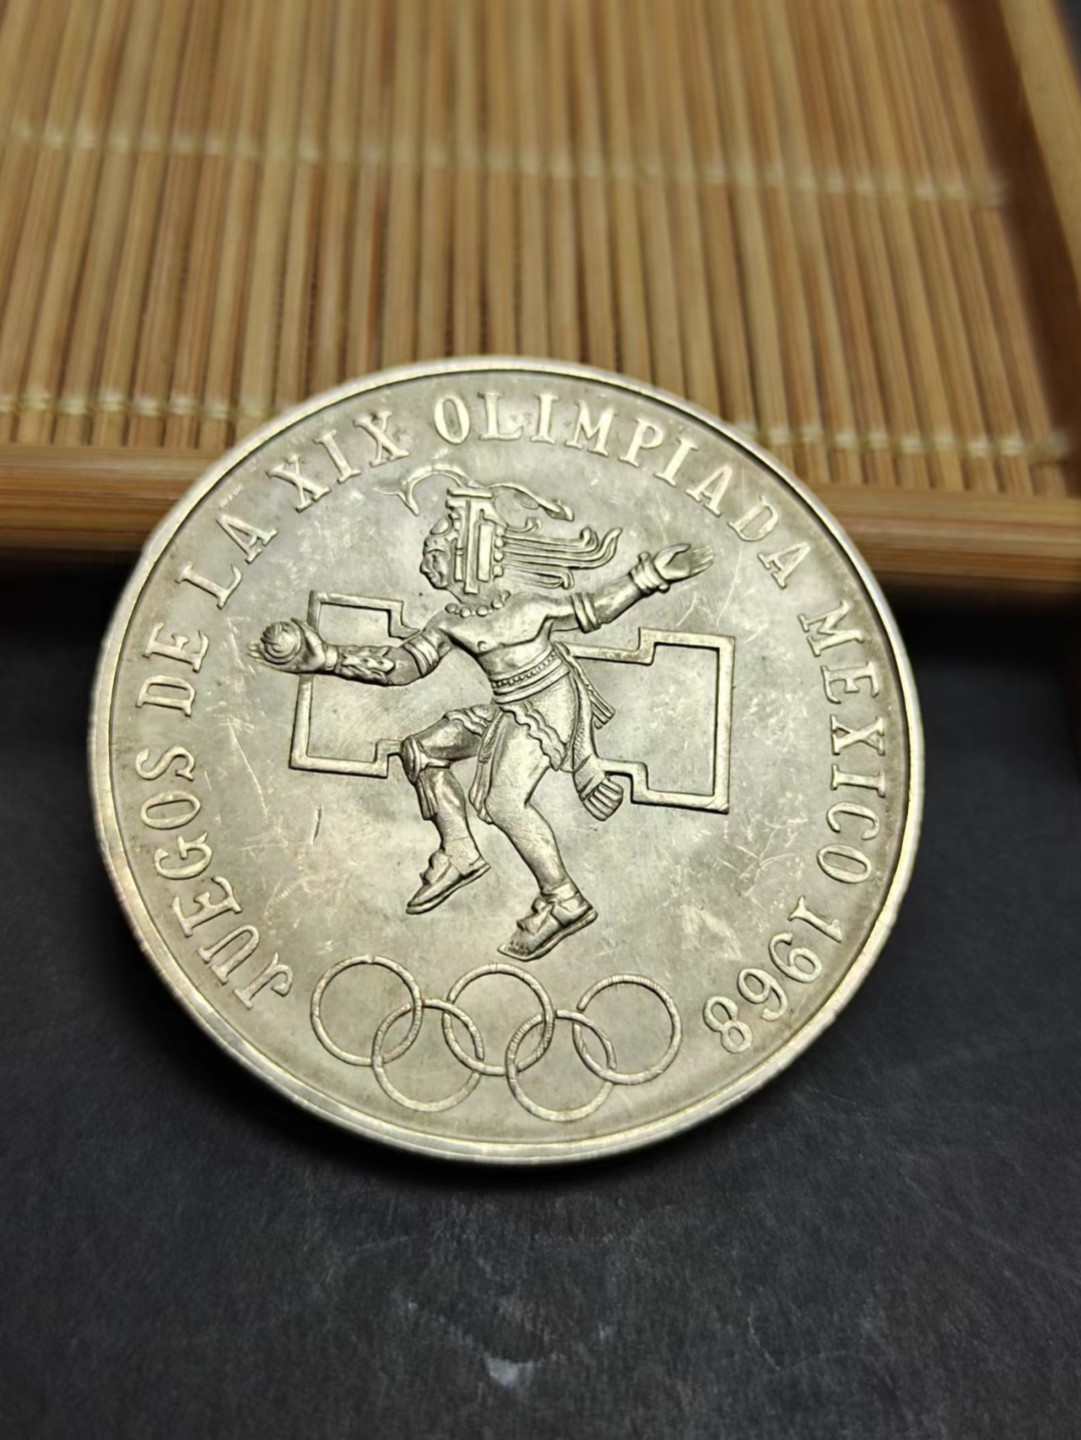 JUEGOS DE LA XIX OLIMPIADA MEXICO 1968